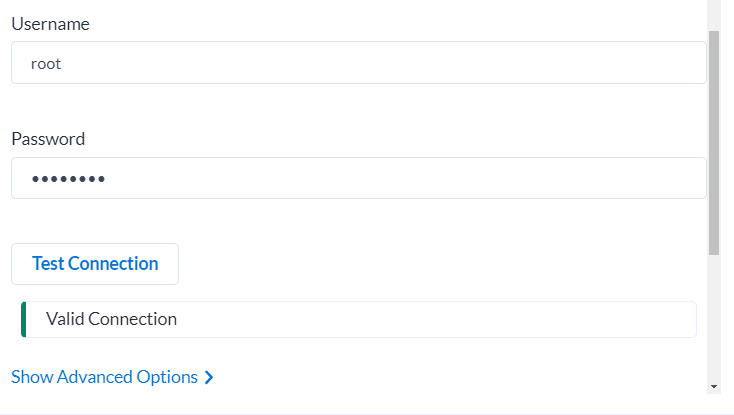 Username
root
Password
••••••••
Test Connection
Valid Connection
Show Advanced Options